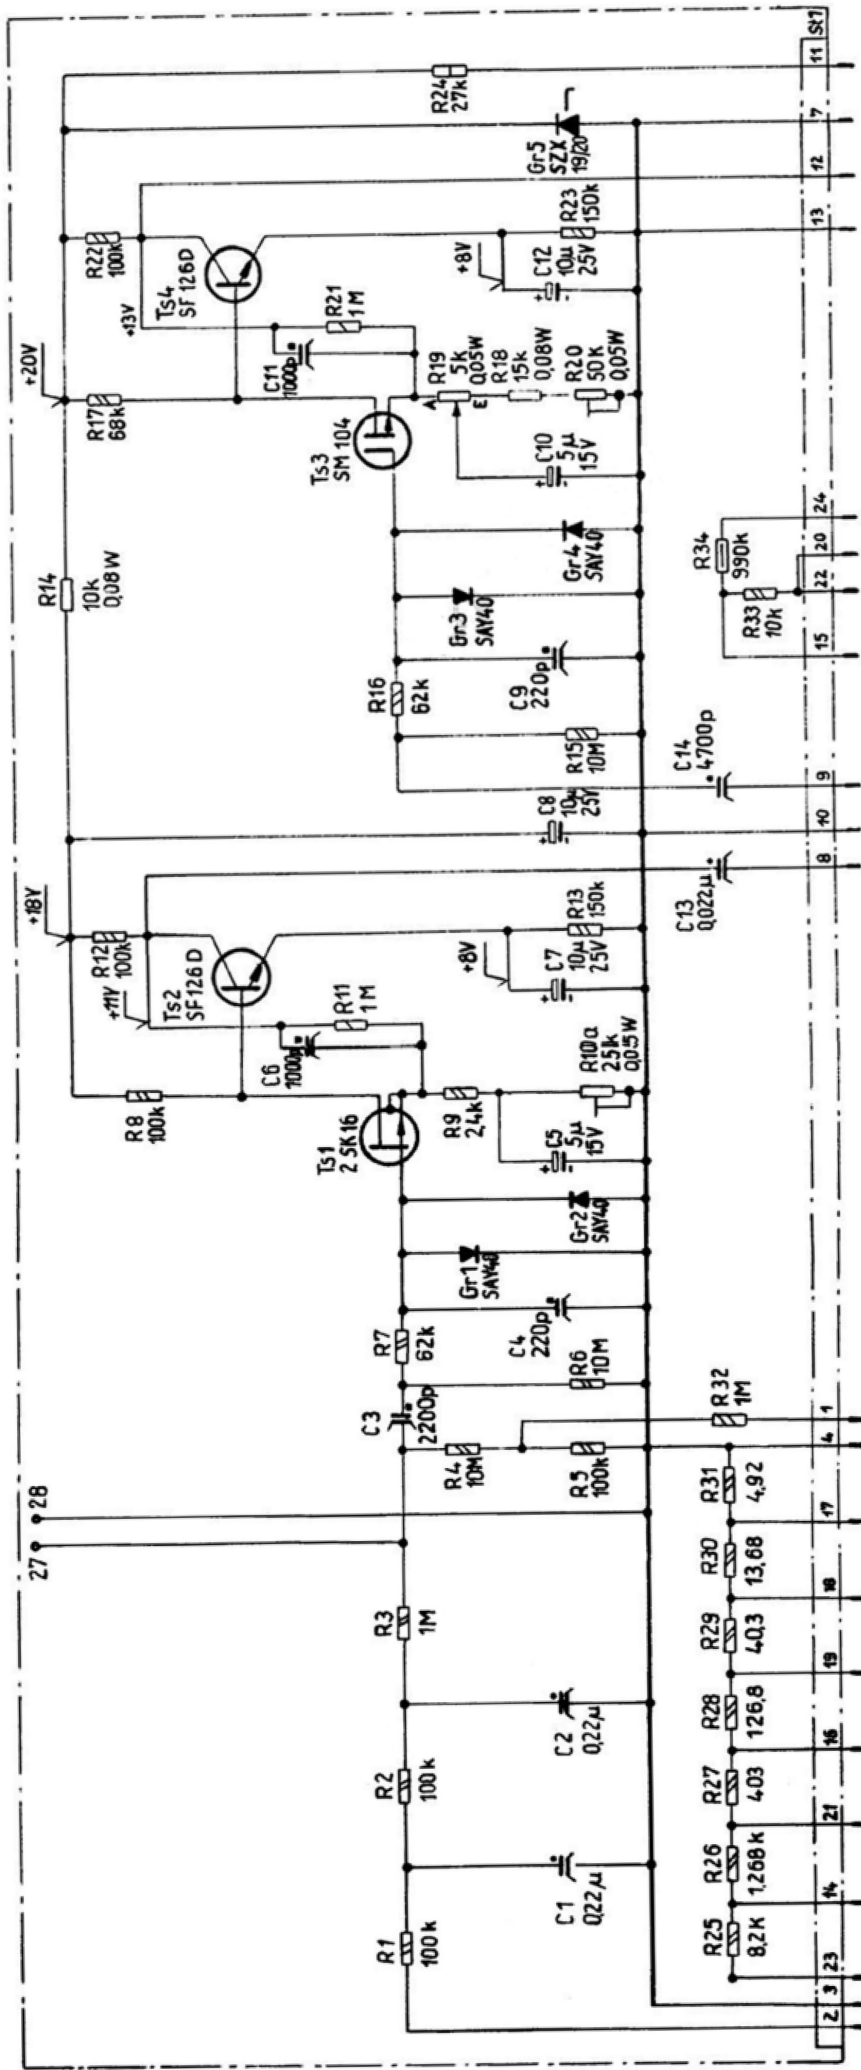 27
28
+18V
+20V
R14
10k
0,08W
R24
27k
R8
100k
R12
100k
+11V
Ts2
SF126D
R17
68k
R22
100k
+13V
Ts4
SF 126D
C6
1000p
R11
1M
C11
1000p
R21
1M
R1
100k
R2
100k
R3
1M
C3
2200p
R7
62k
Ts1
2SK16
R16
62k
Ts3
SM 104
R4
10M
Gr1
SAY40
R9
2,4k
+8V
Gr3
SAY40
A
E
R19
5k
0,05W
R18
15k
0,08W
+8V
C1
0,22µ
C2
0,22µ
R5
100k
R6
10M
C4
220p
Gr2
SAY40
+
-
C5
5µ
15V
R10a
25k
0,05W
+
-
C7
10µ
25V
R13
150k
+
-
C8
10µ
25V
R15
10M
C9
220p
Gr4
SAY40
+
-
C10
5µ
15V
R20
50K
0,05W
+
-
C12
10µ
25V
R23
150k
Gr5
SZX
19/20
R25
8,2K
R26
1,268k
R27
403
R28
126,8
R29
40,3
R30
13,68
R31
4,92
R32
1M
C13
0,022µ
C14
4700p
R33
10k
R34
990k
2
3
23
14
21
16
19
18
17
4
1
8
10
9
15
22
20
24
13
12
7
11
St1